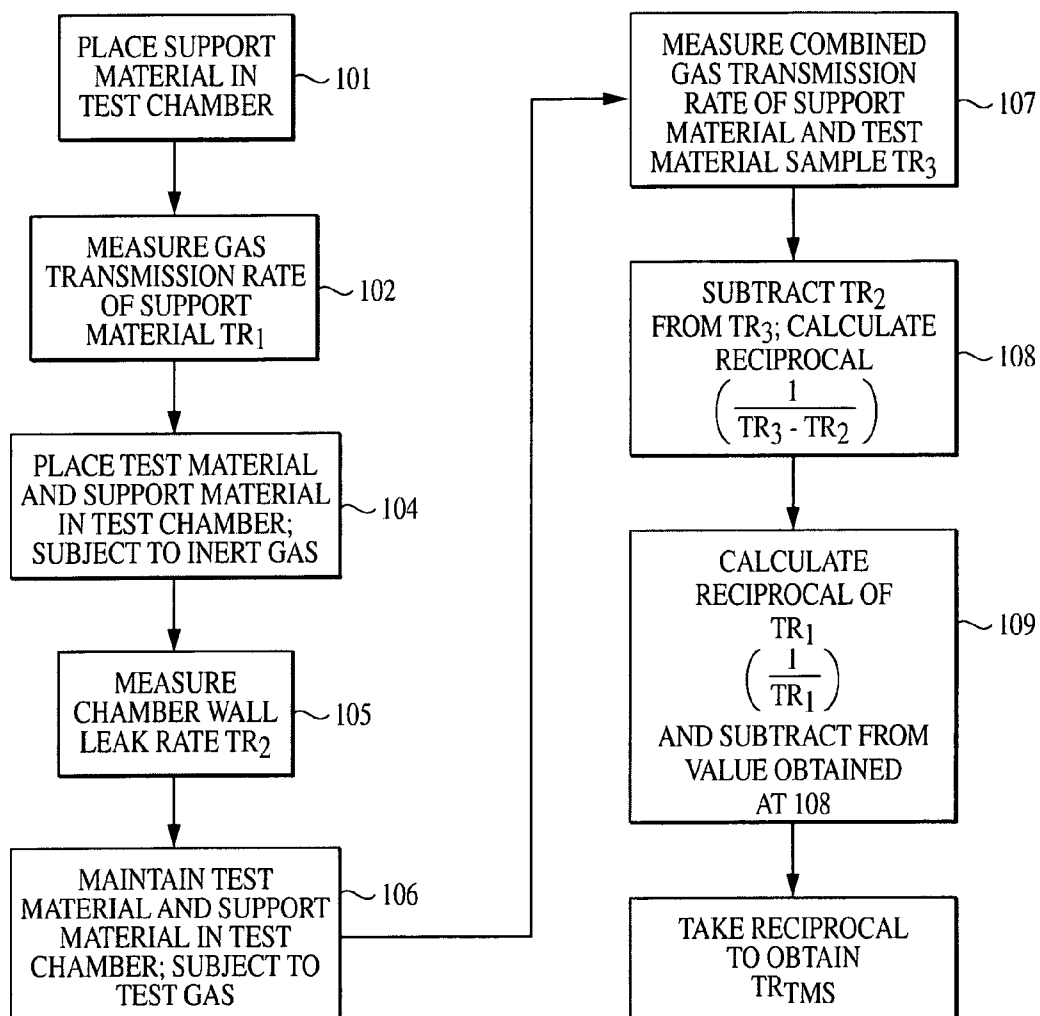 PLACE SUPPORT
MATERIAL IN
TEST CHAMBER
101
MEASURE GAS
TRANSMISSION RATE
OF SUPPORT
MATERIAL TR1
102
PLACE TEST MATERIAL
AND SUPPORT MATERIAL
IN TEST CHAMBER;
SUBJECT TO INERT GAS
104
MEASURE
CHAMBER WALL
LEAK RATE TR2
105
MAINTAIN TEST
MATERIAL AND SUPPORT
MATERIAL IN TEST
CHAMBER; SUBJECT TO
TEST GAS
106
MEASURE COMBINED
GAS TRANSMISSION
RATE OF SUPPORT
MATERIAL AND TEST
MATERIAL SAMPLE TR3
107
SUBTRACT TR2
FROM TR3; CALCULATE
RECIPROCAL
( 1
TR3 - TR2 )
108
CALCULATE
RECIPROCAL OF
TR1
( 1
TR1 )
AND SUBTRACT FROM
VALUE OBTAINED
AT 108
109
TAKE RECIPROCAL
TO OBTAIN
TRTMS